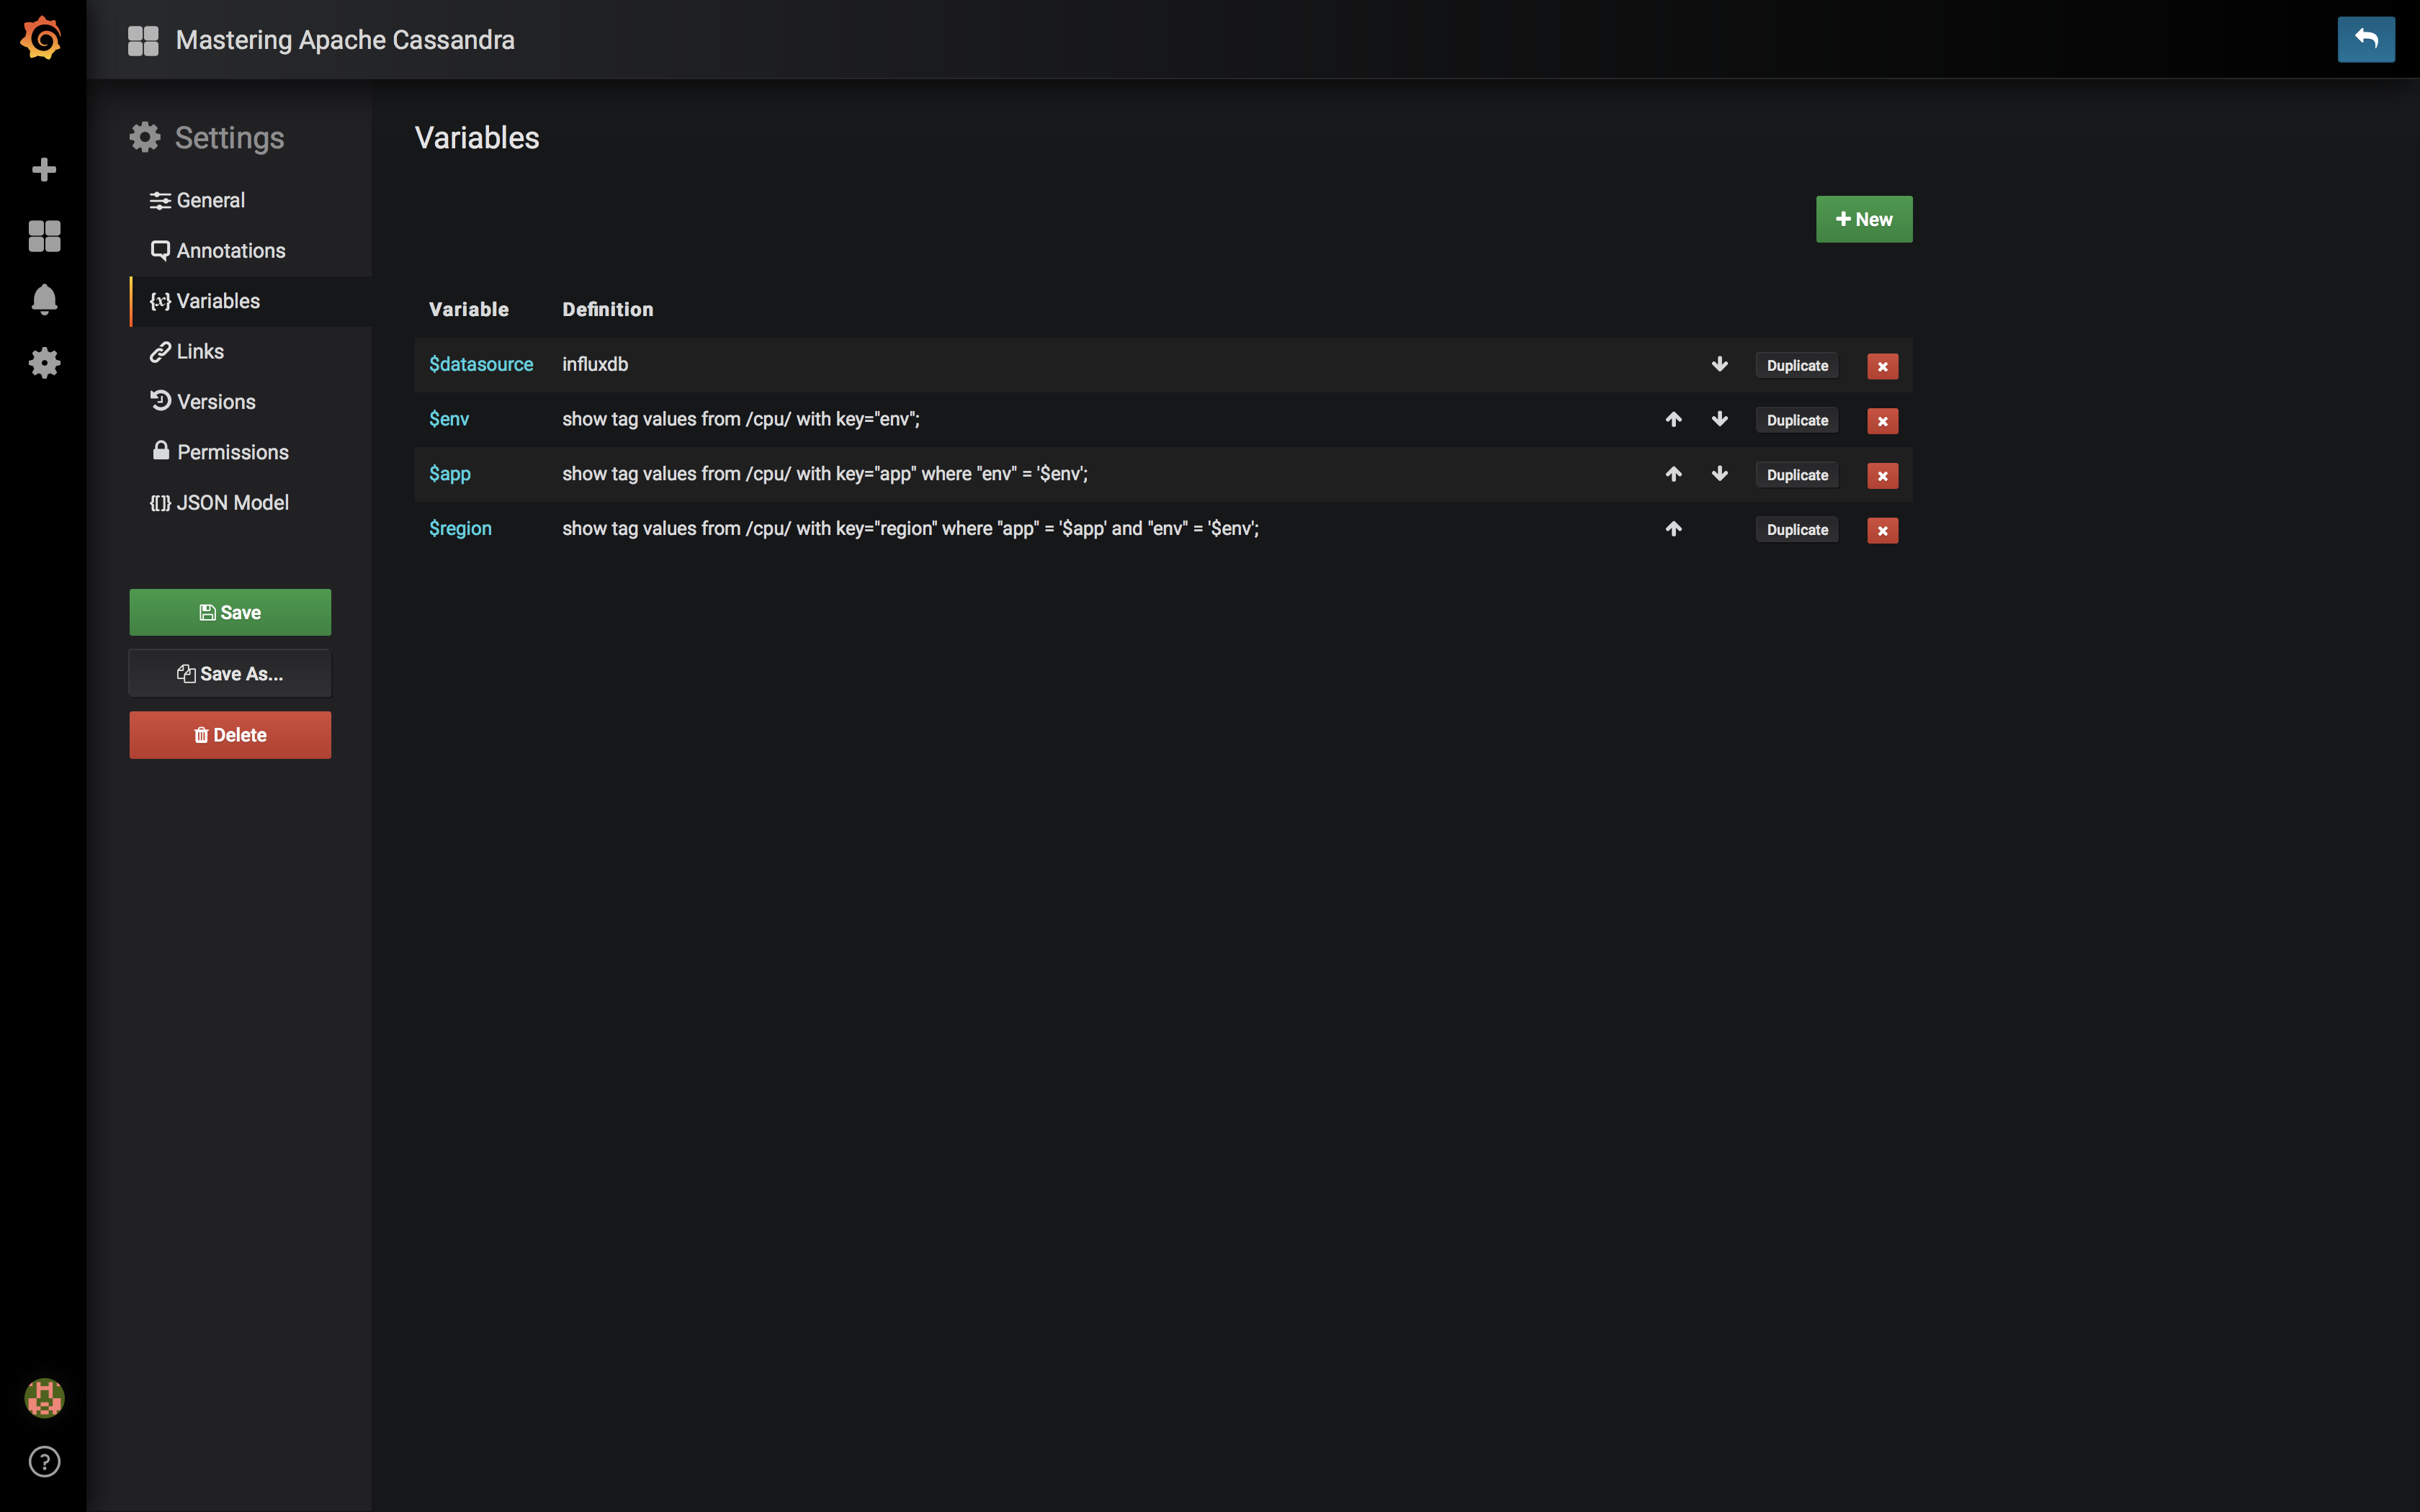 Mastering Apache Cassandra
Settings
General
Annotations
{x} Variables
Links
Versions
Permissions
{[]} JSON Model
Save
Save As...
Delete
?
Variables
+ New
Variable Definition
$datasource influxdb Duplicate
$env show tag values from /cpu/ with key="env"; Duplicate
$app show tag values from /cpu/ with key="app" where "env" = '$env'; Duplicate
$region show tag values from /cpu/ with key="region" where "app" = '$app' and "env" = '$env'; Duplicate